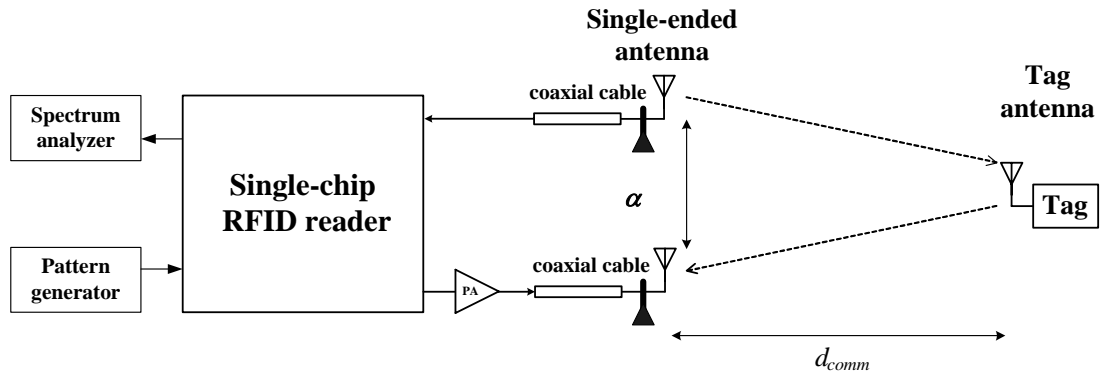 Single-ended
antenna
coaxial cable
Tag
antenna
Spectrum
analyzer
Single-chip
RFID reader
α
Tag
Pattern
generator
PA
coaxial cable
dcomm